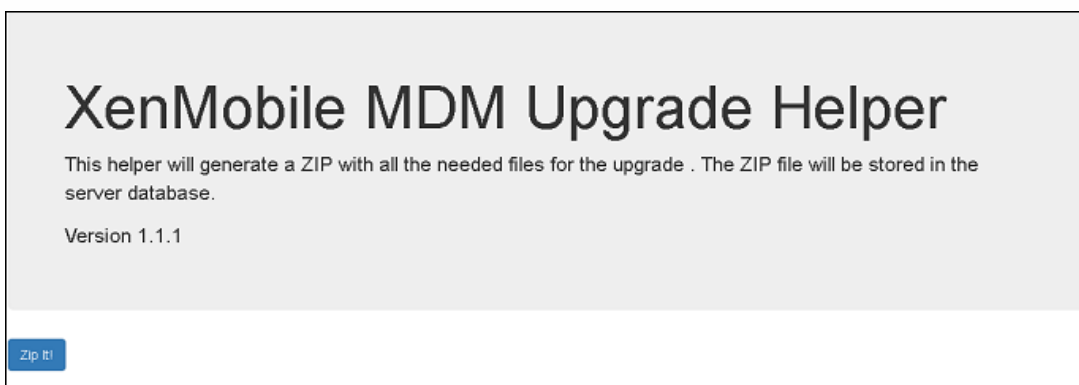 XenMobile MDM Upgrade Helper
This helper will generate a ZIP with all the needed files for the upgrade . The ZIP file will be stored in the
server database.
Version 1.1.1
Zip It!